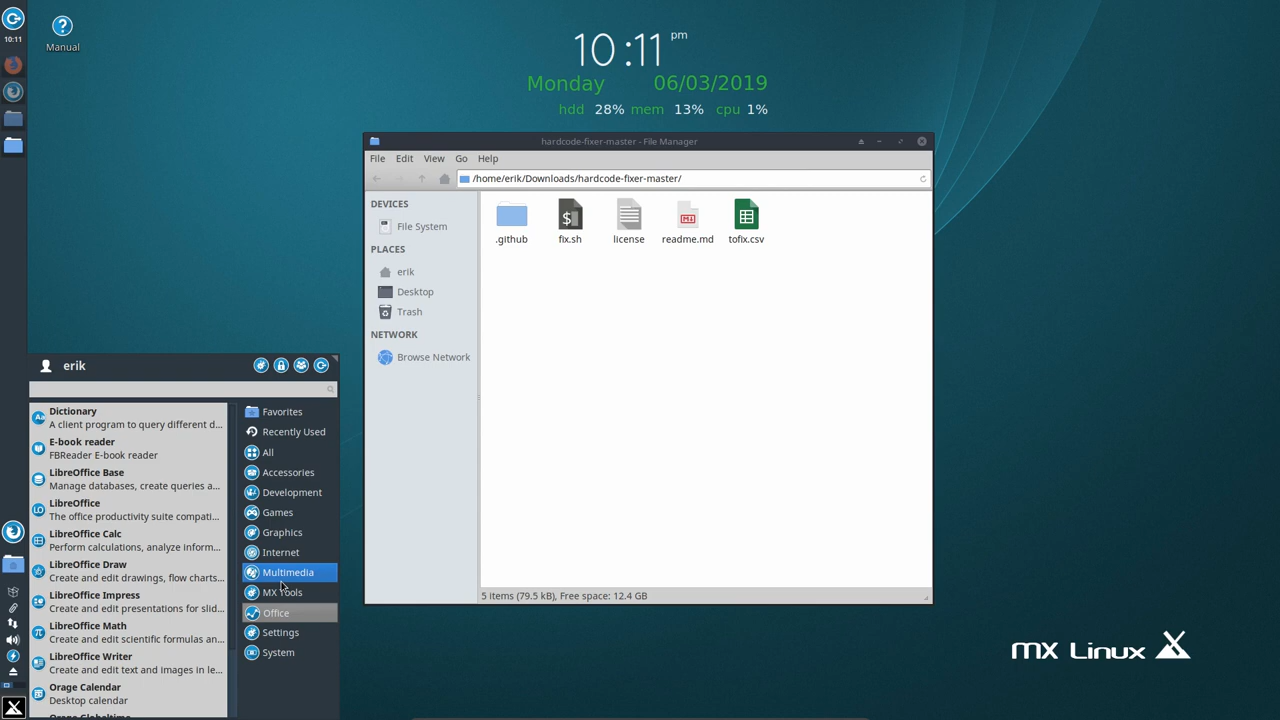 10:11
Manual
10:11 pm
Monday 06/03/2019
hdd 28% mem 13% cpu 1%
hardcode-fixer-master - File Manager
File Edit View Go Help
/home/erik/Downloads/hardcode-fixer-master/
DEVICES
File System
PLACES
erik
Desktop
Trash
NETWORK
Browse Network
.github
fix.sh
license
readme.md
tofix.csv
5 items (79.5 kB), Free space: 12.4 GB
erik
Dictionary
A client program to query different d...
E-book reader
FBReader E-book reader
LibreOffice Base
Manage databases, create queries a...
LibreOffice
The office productivity suite compati...
LibreOffice Calc
Perform calculations, analyze inform...
LibreOffice Draw
Create and edit drawings, flow charts...
LibreOffice Impress
Create and edit presentations for slid...
LibreOffice Math
Create and edit scientific formulas an...
LibreOffice Writer
Create and edit text and images in le...
Orage Calendar
Desktop calendar
Orage Globaltime
Favorites
Recently Used
All
Accessories
Development
Games
Graphics
Internet
Multimedia
MX Tools
Office
Settings
System
MX Linux